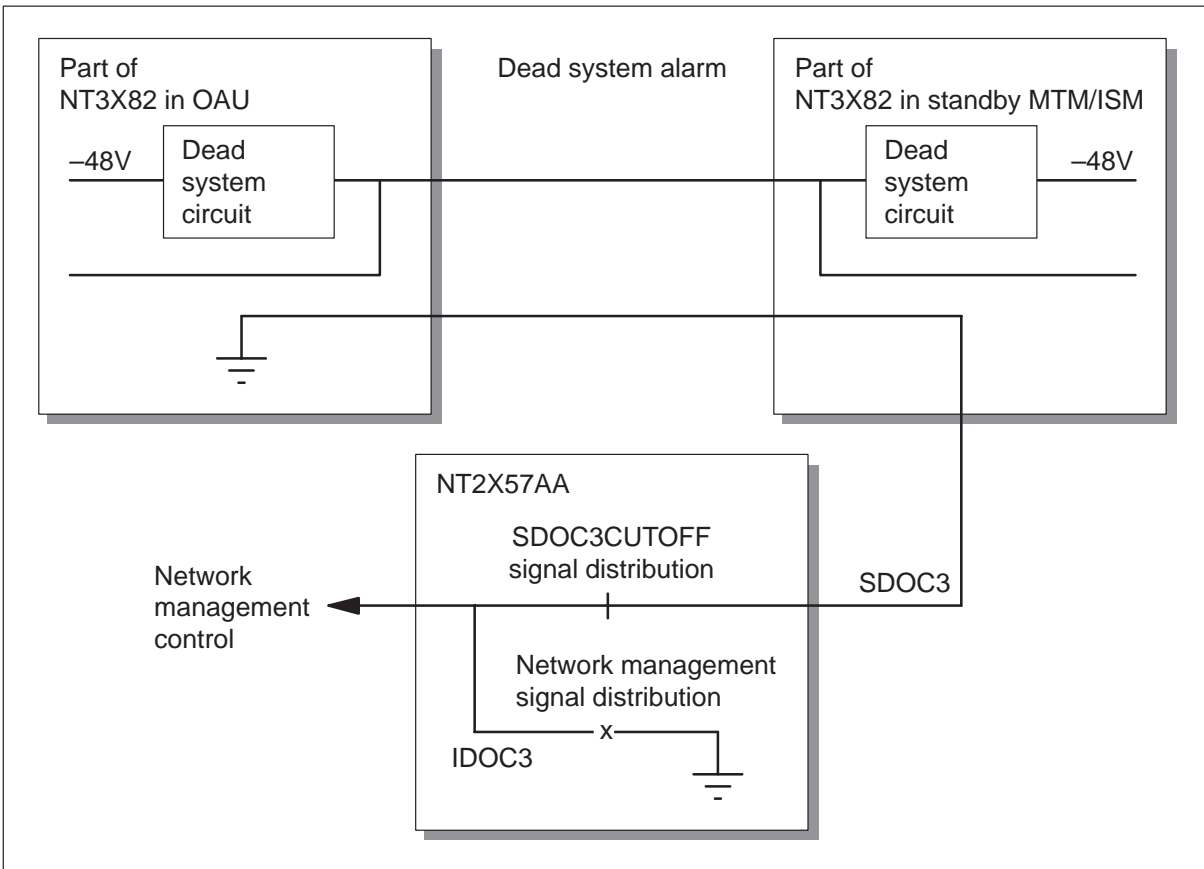 Part of
NT3X82 in OAU
Dead system alarm
Part of
NT3X82 in standby MTM/ISM
–48V
Dead
system
circuit
Dead
system
circuit
–48V
NT2X57AA
SDOC3CUTOFF
signal distribution
SDOC3
Network
management
control
Network management
signal distribution
x
IDOC3